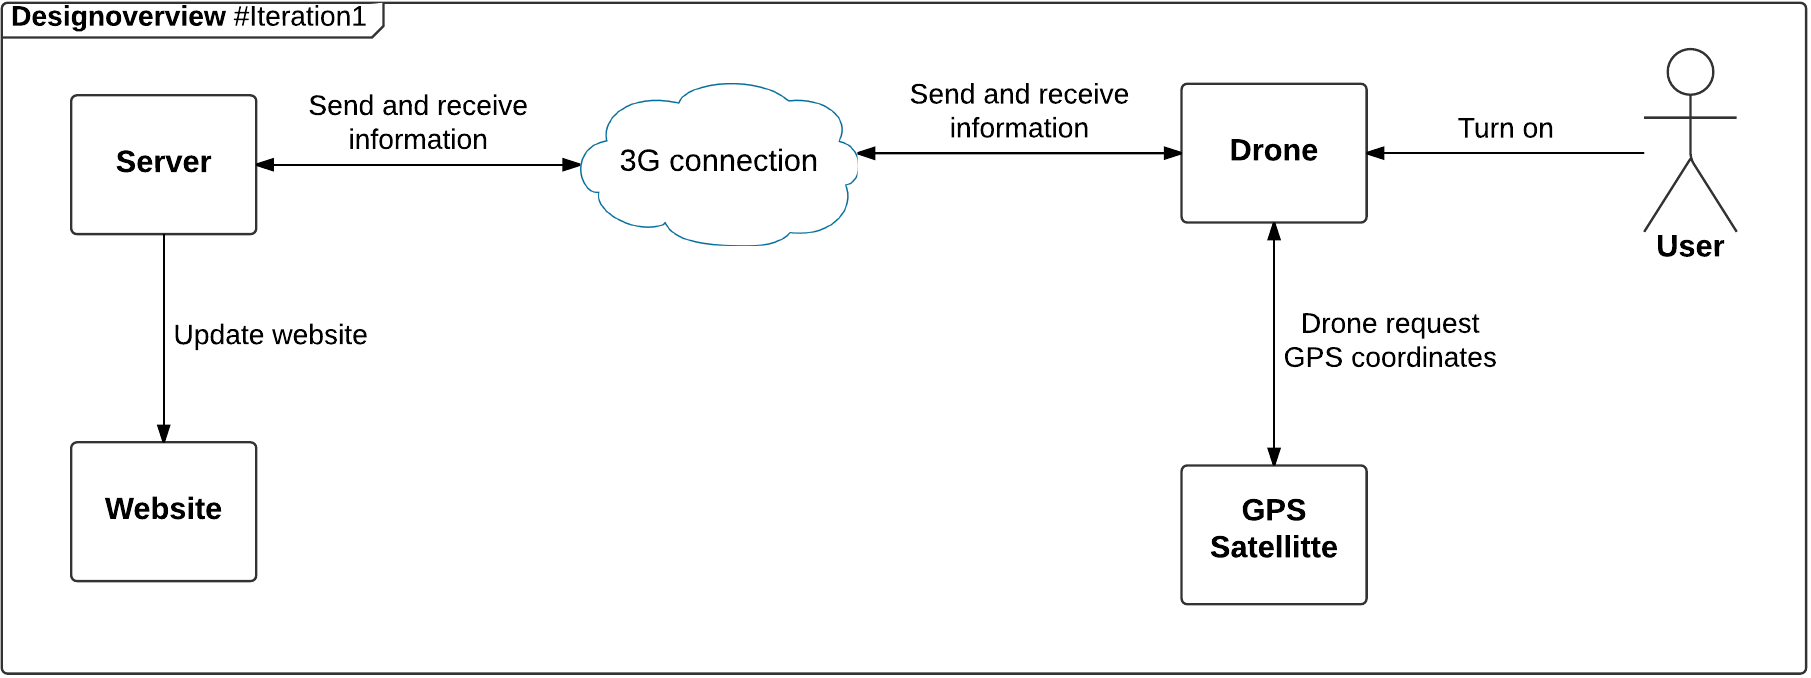 Designoverview #Iteration1
Send and receive
information
Server
3G connection
Send and receive
information
Drone
Turn on
User
Update website
Drone request
GPS coordinates
Website
GPS
Satellitte